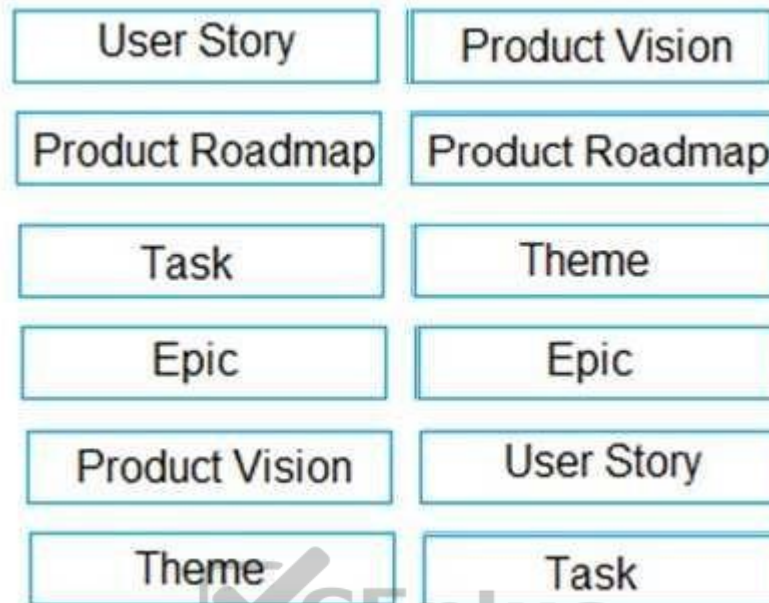 User Story
Product Vision
Product Roadmap
Product Roadmap
Task
Theme
Epic
Epic
Product Vision
User Story
Theme
Task